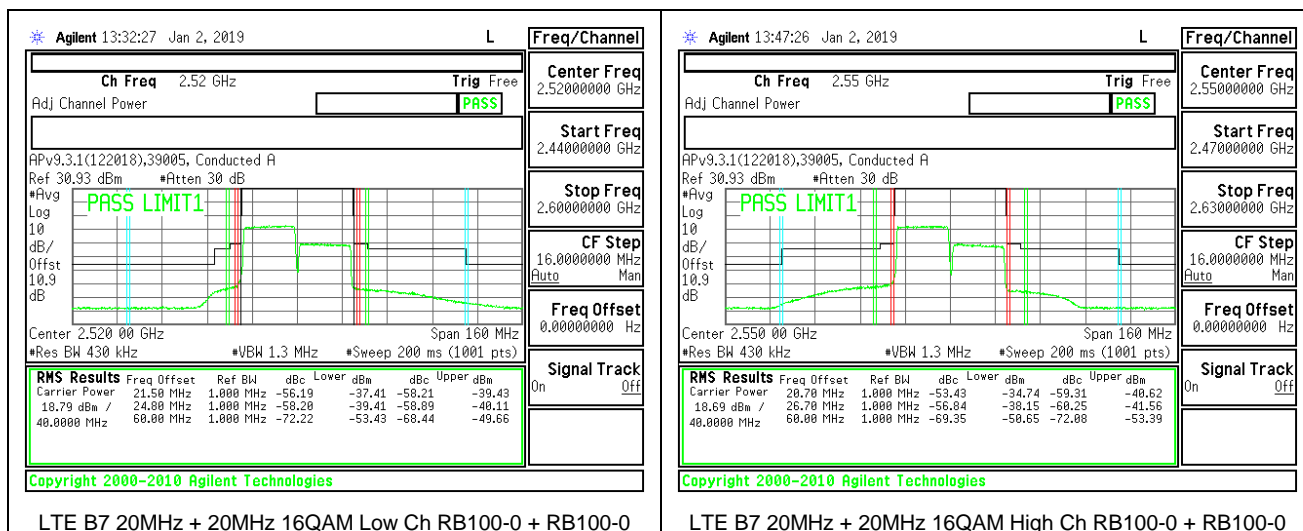 Agilent 13:32:27 Jan 2, 2019 L
Freq/Channel
Ch Freq 2.52 GHz Trig Free
Adj Channel Power PASS
Center Freq
2.52000000 GHz
Start Freq
2.44000000 GHz
Stop Freq
2.60000000 GHz
CF Step
16.0000000 MHz
Auto Man
Freq Offset
0.00000000 Hz
Signal Track
On Off
APv9.3.1(122018),39005, Conducted A
Ref 30.93 dBm #Atten 30 dB
#Avg
Log
10
dB/
Offst
10.9
dB
PASS LIMIT1
Center 2.520 00 GHz Span 160 MHz
#Res BW 430 kHz #VBW 1.3 MHz #Sweep 200 ms (1001 pts)
RMS Results Freq Offset Ref BW dBc Lower dBm dBc Upper dBm
Carrier Power 21.50 MHz 1.000 MHz -56.19 -37.41 -58.21 -39.43
18.79 dBm / 24.80 MHz 1.000 MHz -58.20 -39.41 -58.89 -40.11
40.0000 MHz 60.00 MHz 1.000 MHz -72.22 -53.43 -68.44 -49.66
Copyright 2000-2010 Agilent Technologies
LTE B7 20MHz + 20MHz 16QAM Low Ch RB100-0 + RB100-0
Agilent 13:47:26 Jan 2, 2019 L
Freq/Channel
Ch Freq 2.55 GHz Trig Free
Adj Channel Power PASS
Center Freq
2.55000000 GHz
Start Freq
2.47000000 GHz
Stop Freq
2.63000000 GHz
CF Step
16.0000000 MHz
Auto Man
Freq Offset
0.00000000 Hz
Signal Track
On Off
APv9.3.1(122018),39005, Conducted A
Ref 30.93 dBm #Atten 30 dB
#Avg
Log
10
dB/
Offst
10.9
dB
PASS LIMIT1
Center 2.550 00 GHz Span 160 MHz
#Res BW 430 kHz #VBW 1.3 MHz #Sweep 200 ms (1001 pts)
RMS Results Freq Offset Ref BW dBc Lower dBm dBc Upper dBm
Carrier Power 20.70 MHz 1.000 MHz -53.43 -34.74 -59.31 -40.62
18.69 dBm / 26.70 MHz 1.000 MHz -56.84 -38.15 -60.25 -41.56
40.0000 MHz 60.00 MHz 1.000 MHz -69.35 -50.65 -72.08 -53.39
Copyright 2000-2010 Agilent Technologies
LTE B7 20MHz + 20MHz 16QAM High Ch RB100-0 + RB100-0